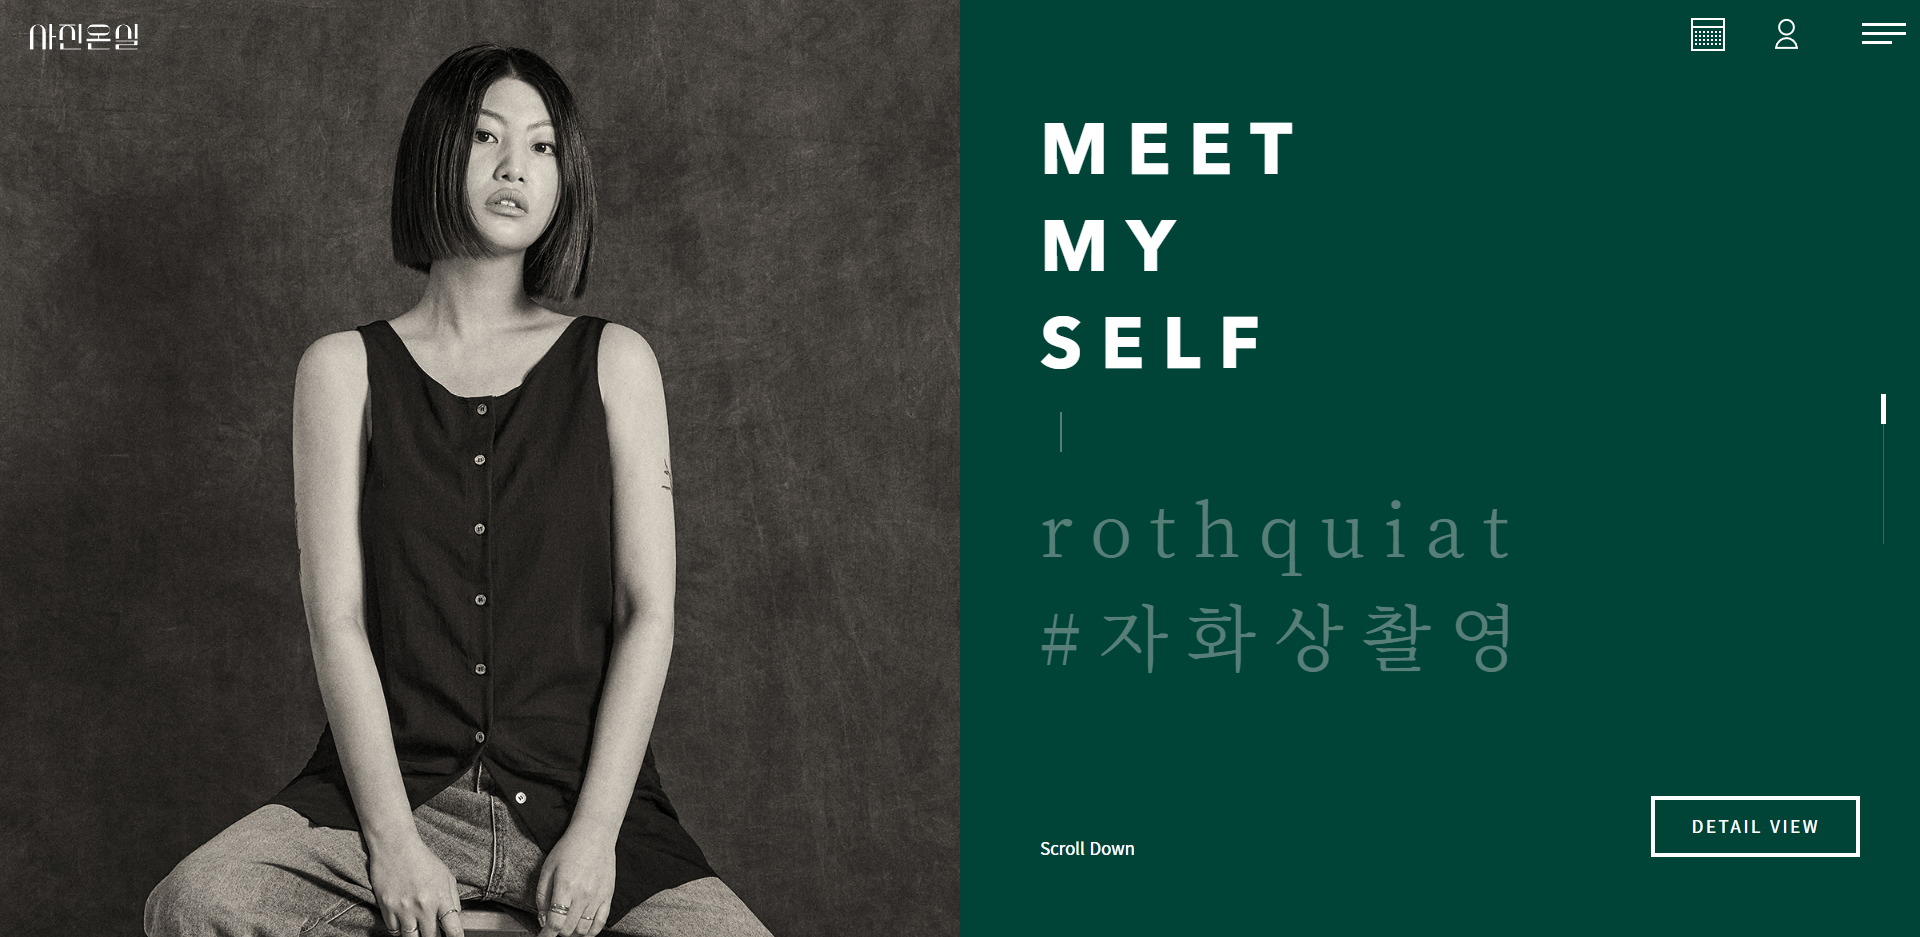 사진온실
MEET
MY
SELF
rothquiat
#자화상촬영
Scroll Down
DETAIL VIEW